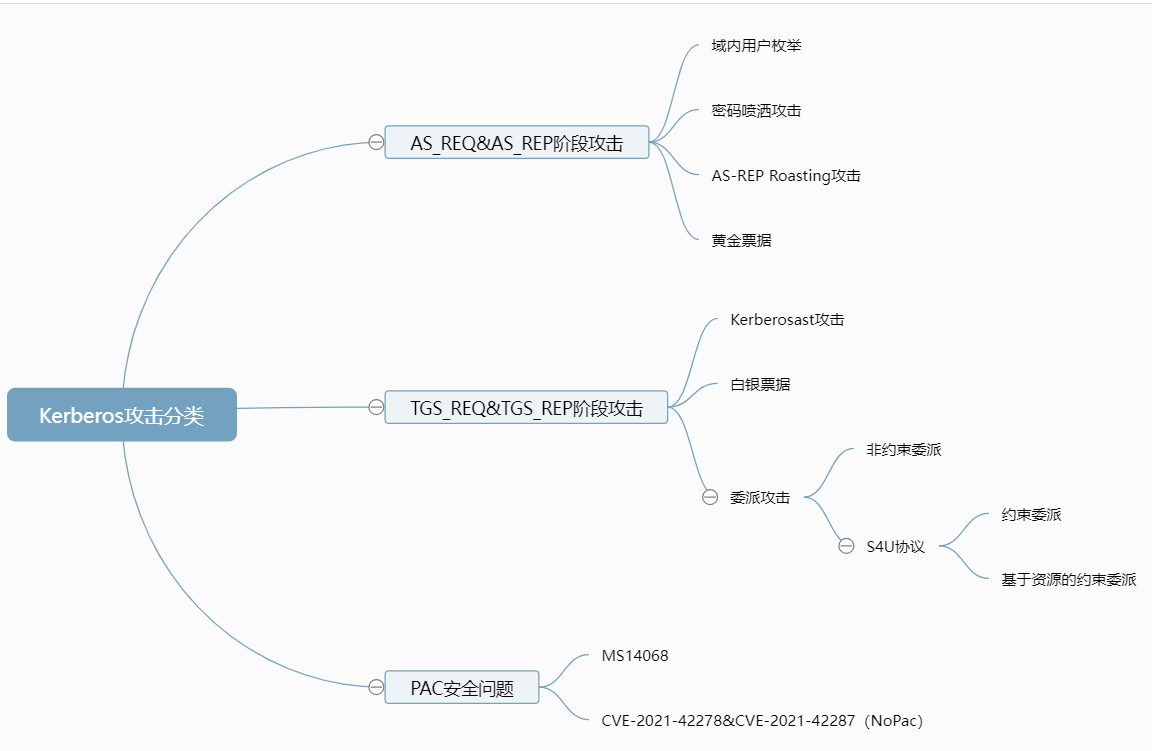 Kerberos攻击分类
AS_REQ&AS_REP阶段攻击
域内用户枚举
密码喷洒攻击
AS-REP Roasting攻击
黄金票据
TGS_REQ&TGS_REP阶段攻击
Kerberosast攻击
白银票据
委派攻击
非约束委派
S4U协议
约束委派
基于资源的约束委派
PAC安全问题
MS14068
CVE-2021-42278&CVE-2021-42287（NoPac）